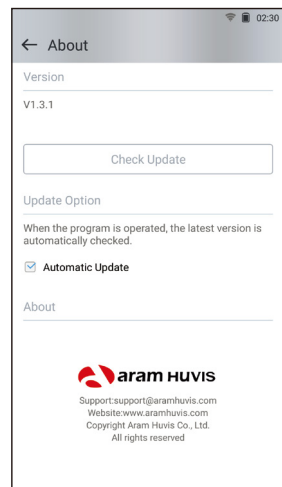 02:30
← About
Version
V1.3.1
Check Update
Update Option
When the program is operated, the latest version is
automatically checked.
Automatic Update
About
aram HUVIS
Support:support@aramhuvis.com
Website:www.aramhuvis.com
Copyright Aram Huvis Co., Ltd.
All rights reserved